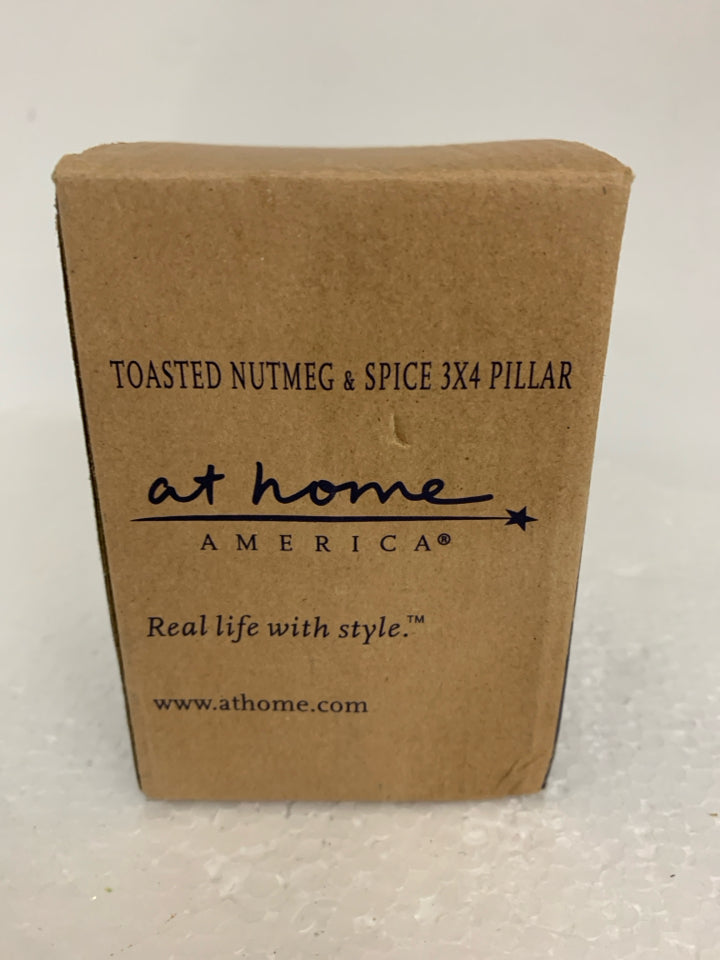 TOASTED NUTMEG & SPICE 3X4 PILLAR
at home
AMERICA®
Real life with style.™
www.athome.com